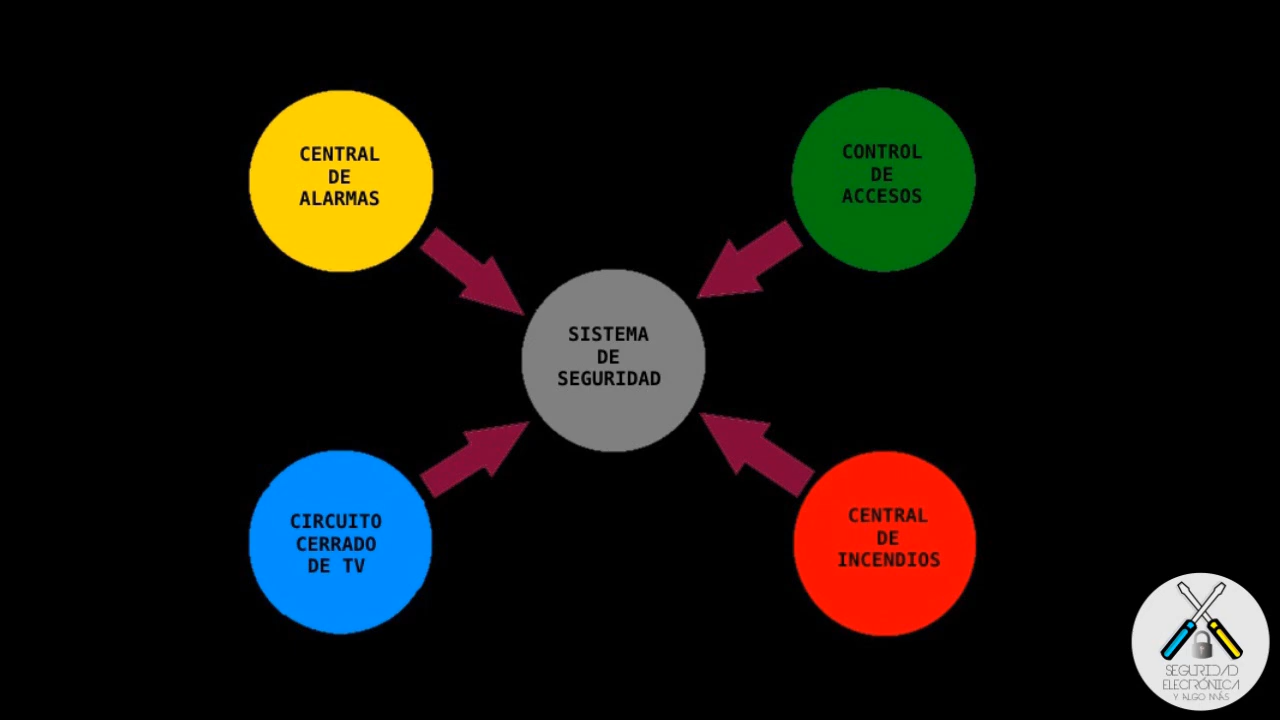 CENTRAL
DE
ALARMAS
CONTROL
DE
ACCESOS
SISTEMA
DE
SEGURIDAD
CIRCUITO
CERRADO
DE TV
CENTRAL
DE
INCENDIOS
SEGURIDAD
ELECTRÓNICA
Y ALGO MÁS